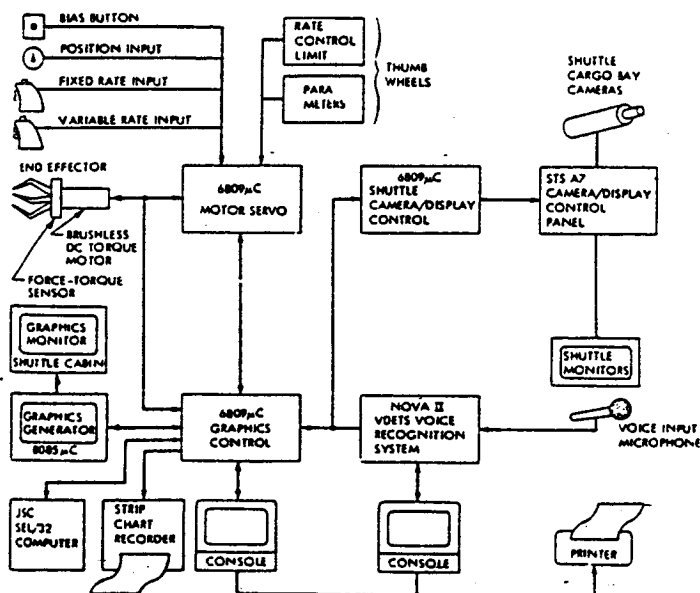 BIAS BUTTON
POSITION INPUT
FIXED RATE INPUT
VARIABLE RATE INPUT
RATE
CONTROL
LIMIT
PARA
METERS
THUMB
WHEELS
SHUTTLE
CARGO BAY
CAMERAS
END EFFECTOR
BRUSHLESS
DC TORQUE
MOTOR
FORCE-TORQUE
SENSOR
6809μC
MOTOR SERVO
6809μC
SHUTTLE
CAMERA/DISPLAY
CONTROL
STS A7
CAMERA/DISPLAY
CONTROL
PANEL
GRAPHICS
MONITOR
SHUTTLE CABIN
SHUTTLE
MONITORS
GRAPHICS
GENERATOR
8085μC
6809μC
GRAPHICS
CONTROL
NOVA II
VDETS VOICE
RECOGNITION
SYSTEM
VOICE INPUT
MICROPHONE
JSC
SEL/32
COMPUTER
STRIP
CHART
RECORDER
CONSOLE
CONSOLE
PRINTER